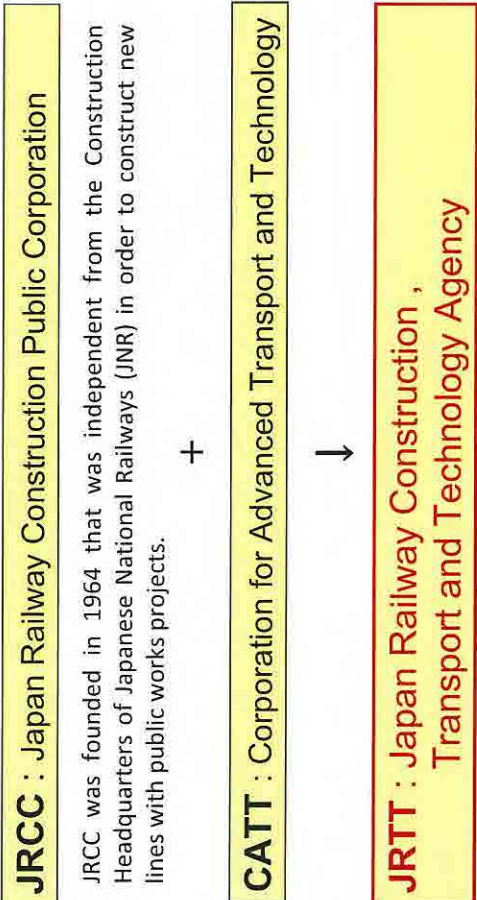 JRCC : Japan Railway Construction Public Corporation
JRCC was founded in 1964 that was independent from the Construction
Headquarters of Japanese National Railways (JNR) in order to construct new
lines with public works projects.
+
CATT : Corporation for Advanced Transport and Technology
↓
JRTT : Japan Railway Construction ,
Transport and Technology Agency